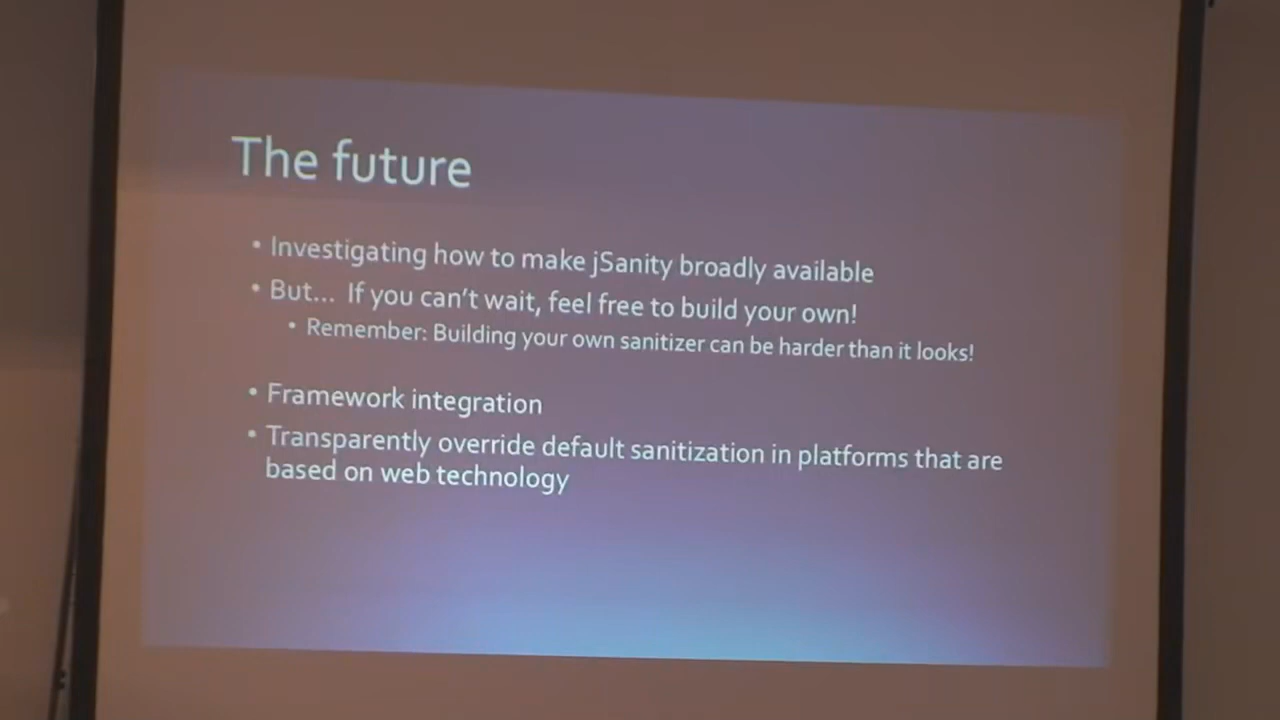 The future
• Investigating how to make jSanity broadly available
• But... If you can't wait, feel free to build your own!
• Remember: Building your own sanitizer can be harder than it looks!
• Framework integration
• Transparently override default sanitization in platforms that are
based on web technology